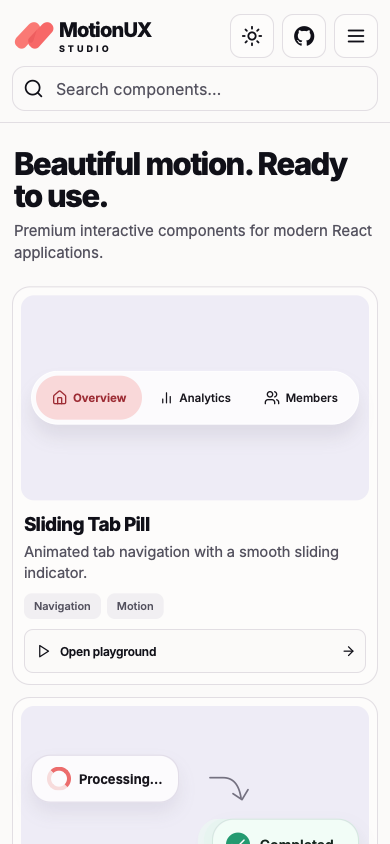 MotionUX
STUDIO
Search components...
Beautiful motion. Ready
to use.
Premium interactive components for modern React
applications.
Overview
Analytics
Members
Sliding Tab Pill
Animated tab navigation with a smooth sliding
indicator.
Navigation
Motion
Open playground
Processing...
Completed